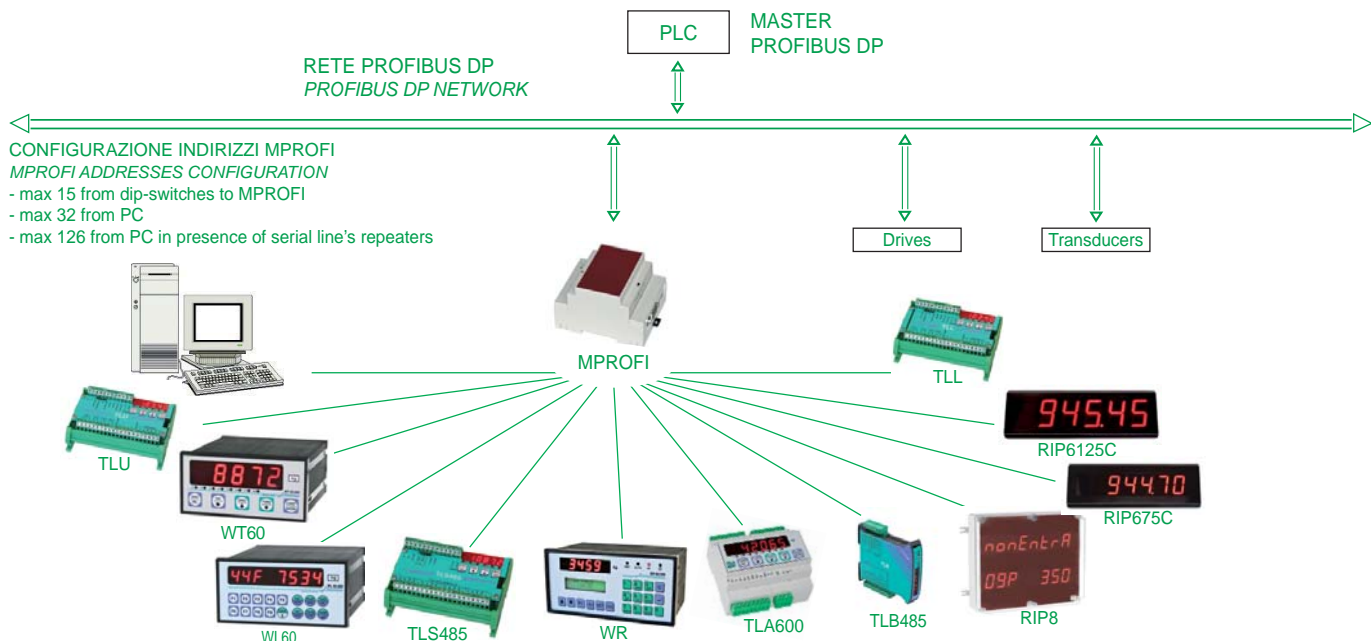 PLC
MASTER
PROFIBUS DP
RETE PROFIBUS DP
PROFIBUS DP NETWORK
CONFIGURAZIONE INDIRIZZI MPROFI
MPROFI ADDRESSES CONFIGURATION
- max 15 from dip-switches to MPROFI
- max 32 from PC
- max 126 from PC in presence of serial line's repeaters
Drives
Transducers
MPROFI
TLL
TLU
945.45
RIP6125C
8872
WT60
944.70
RIP675C
44F 7534
WL60
TLS485
3459
WR
42065
TLA600
TLB485
nonEntrA
09P 350
RIP8